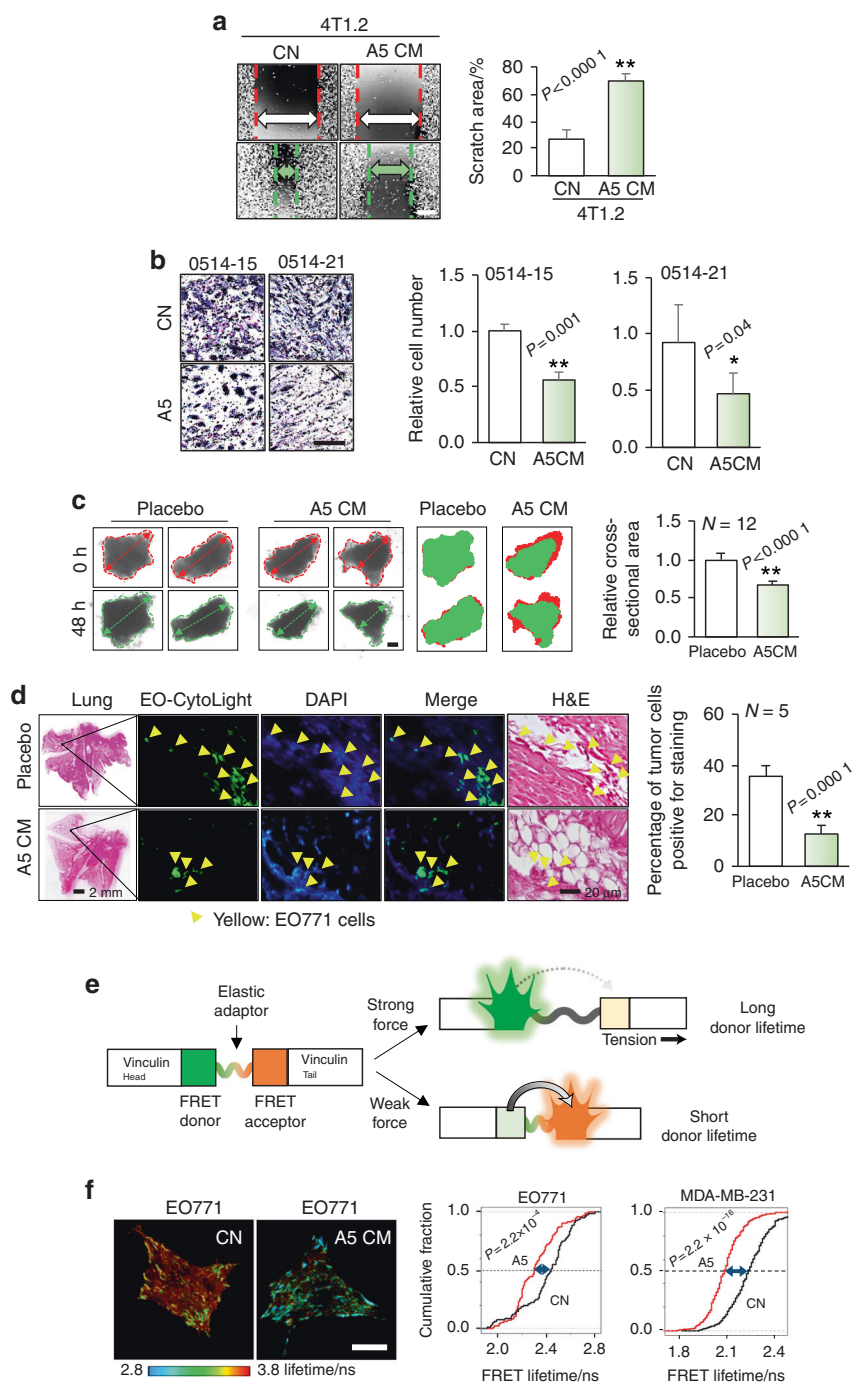 a
4T1.2
CN A5 CM
Scratch area/%
80
60
40
20
0
P<0.000 1
**
CN A5 CM
4T1.2
b
0514-15 0514-21
CN
A5
Relative cell number
1.5
1.0
0.5
0.0
0514-15
P=0.001
**
CN A5CM
1.5
1.0
0.5
0.0
0514-21
P=0.04
*
CN A5CM
c
Placebo A5 CM Placebo A5 CM
0 h
48 h
Relative cross-
sectional area
1.5
1.0
0.5
0.0
N = 12
P<0.000 1
**
Placebo A5CM
d
Lung EO-CytoLight DAPI Merge H&E
Placebo
A5 CM
2 mm
20 µm
Yellow: EO771 cells
Percentage of tumor cells
positive for staining
60
40
20
0
N = 5
P=0.000 1
**
Placebo A5CM
e
Elastic
adaptor
Vinculin
Head
Vinculin
Tail
FRET
donor
FRET
acceptor
Strong
force
Weak
force
Tension
Long
donor lifetime
Short
donor lifetime
f
EO771 EO771
CN A5 CM
2.8 3.8 lifetime/ns
Cumulative fraction
EO771
1.0
0.5
0.0
P=2.2×10-4
A5
CN
2.0 2.4 2.8
FRET lifetime/ns
MDA-MB-231
1.0
0.5
0.0
P=2.2 × 10-16
A5
CN
1.8 2.1 2.4
FRET lifetime/ns